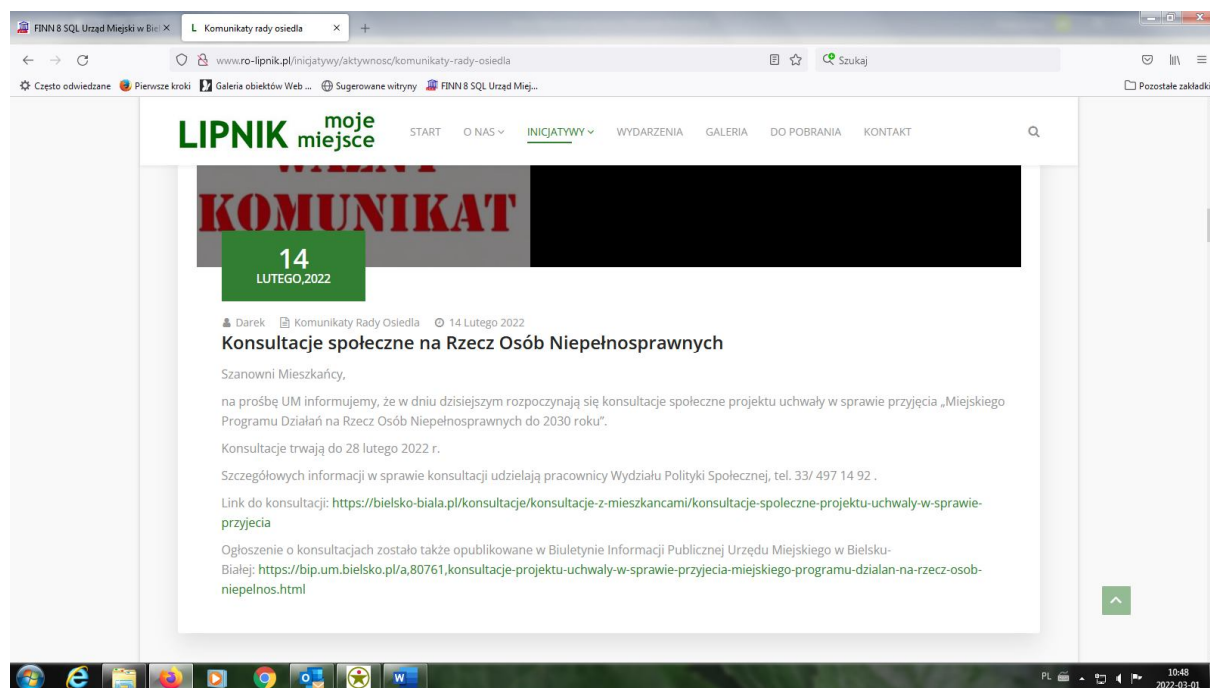 FINN 8 SQL Urząd Miejski w Biel
L Komunikaty rady osiedla
www.ro-lipnik.pl/inicjatywy/aktywnosc/komunikaty-rady-osiedla
Szukaj
Często odwiedzane Pierwsze kroki Galeria obiektów Web ... Sugerowane witryny FINN 8 SQL Urząd Miej... Pozostałe zakładki
LIPNIK moje miejsce
START O NAS INICJATYWY WYDARZENIA GALERIA DO POBRANIA KONTAKT
WAŻNY
KOMUNIKAT
14
LUTEGO,2022
Darek Komunikaty Rady Osiedla 14 Lutego 2022
Konsultacje społeczne na Rzecz Osób Niepełnosprawnych
Szanowni Mieszkańcy,
na prośbę UM informujemy, że w dniu dzisiejszym rozpoczynają się konsultacje społeczne projektu uchwały w sprawie przyjęcia „Miejskiego
Programu Działań na Rzecz Osób Niepełnosprawnych do 2030 roku”.
Konsultacje trwają do 28 lutego 2022 r.
Szczegółowych informacji w sprawie konsultacji udzielają pracownicy Wydziału Polityki Społecznej, tel. 33/ 497 14 92 .
Link do konsultacji: https://bielsko-biala.pl/konsultacje/konsultacje-z-mieszkancami/konsultacje-spoleczne-projektu-uchwaly-w-sprawie-
przyjecia
Ogłoszenie o konsultacjach zostało także opublikowane w Biuletynie Informacji Publicznej Urzędu Miejskiego w Bielsku-
Białej: https://bip.um.bielsko.pl/a,80761,konsultacje-projektu-uchwaly-w-sprawie-przyjecia-miejskiego-programu-dzialan-na-rzecz-osob-
niepelnos.html
PL
10:48
2022-03-01